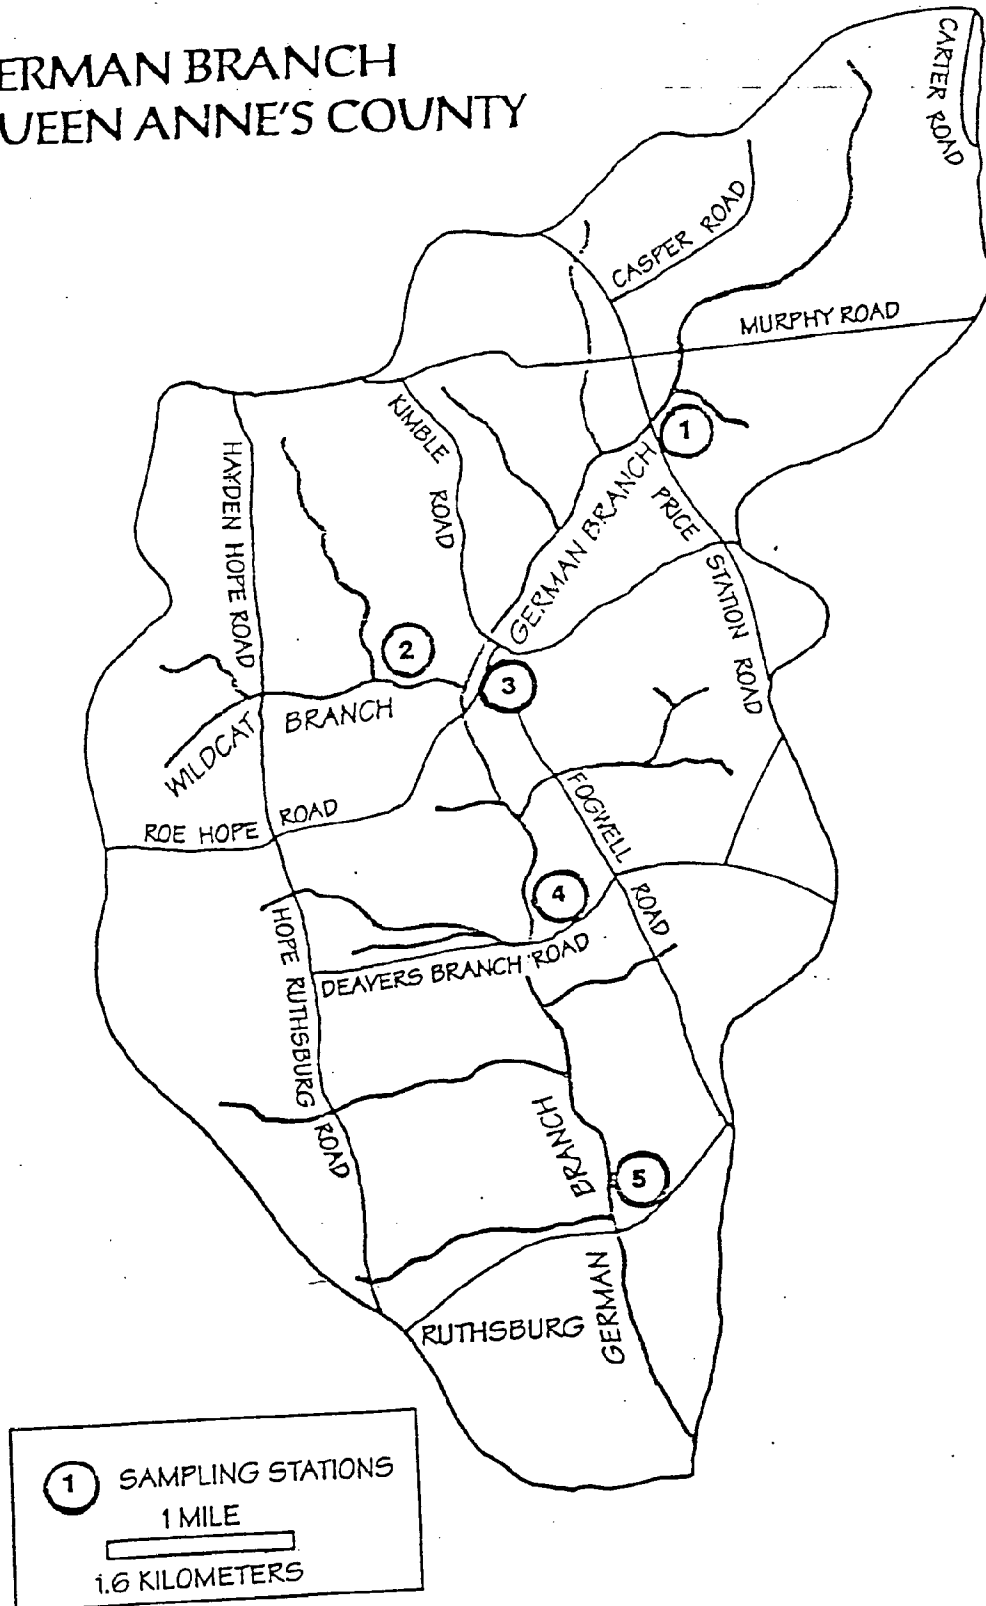 ERMAN BRANCH
UEEN ANNE'S COUNTY
CARTER ROAD
CASPER ROAD
MURPHY ROAD
KIMBLE ROAD
HAYDEN HOPE ROAD
1
GERMAN BRANCH
PRICE STATION ROAD
2
3
WILDCAT BRANCH
ROE HOPE ROAD
FOGWELL ROAD
4
HOPE RUTHSBURG ROAD
DEAVERS BRANCH ROAD
5
GERMAN BRANCH
RUTHSBURG
1 SAMPLING STATIONS
1 MILE
1.6 KILOMETERS